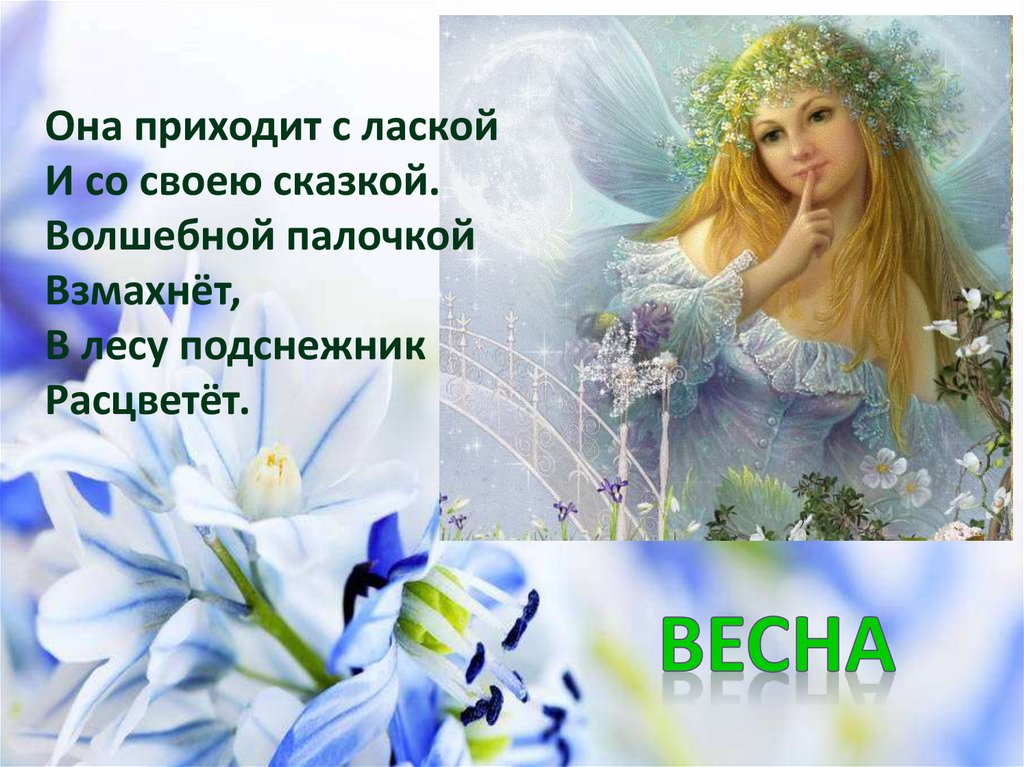 Она приходит с лаской
И со своею сказкой.
Волшебной палочкой
Взмахнёт,
В лесу подснежник
Расцветёт.
ВЕСНА